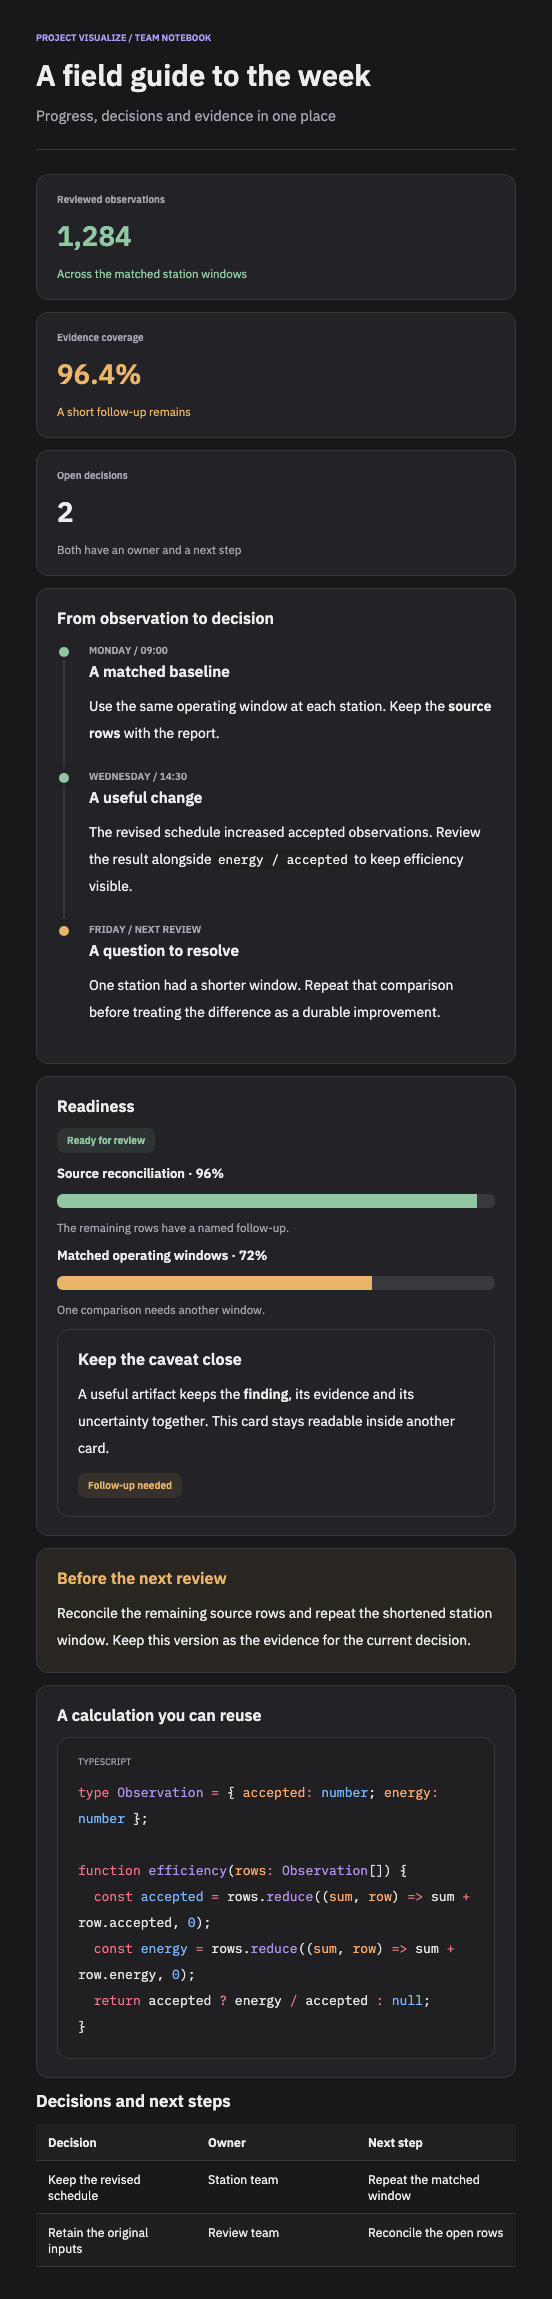 PROJECT VISUALIZE / TEAM NOTEBOOK
A field guide to the week
Progress, decisions and evidence in one place
Reviewed observations
1,284
Across the matched station windows
Evidence coverage
96.4%
A short follow-up remains
Open decisions
2
Both have an owner and a next step
From observation to decision
MONDAY / 09:00
A matched baseline
Use the same operating window at each station. Keep the source
rows with the report.
WEDNESDAY / 14:30
A useful change
The revised schedule increased accepted observations. Review
the result alongside energy / accepted to keep efficiency
visible.
FRIDAY / NEXT REVIEW
A question to resolve
One station had a shorter window. Repeat that comparison
before treating the difference as a durable improvement.
Readiness
Ready for review
Source reconciliation · 96%
The remaining rows have a named follow-up.
Matched operating windows · 72%
One comparison needs another window.
Keep the caveat close
A useful artifact keeps the finding, its evidence and its
uncertainty together. This card stays readable inside another
card.
Follow-up needed
Before the next review
Reconcile the remaining source rows and repeat the shortened station
window. Keep this version as the evidence for the current decision.
A calculation you can reuse
TYPESCRIPT
type Observation = { accepted: number; energy:
number };
function efficiency(rows: Observation[]) {
  const accepted = rows.reduce((sum, row) => sum +
row.accepted, 0);
  const energy = rows.reduce((sum, row) => sum +
row.energy, 0);
  return accepted ? energy / accepted : null;
}
Decisions and next steps
Decision Owner Next step
Keep the revised schedule Station team Repeat the matched window
Retain the original inputs Review team Reconcile the open rows